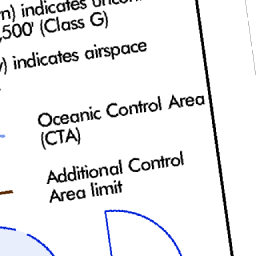 indicates
,500' (Class G)
) indicates airspace
Oceanic Control Area
(CTA)
Additional Control
Area limit